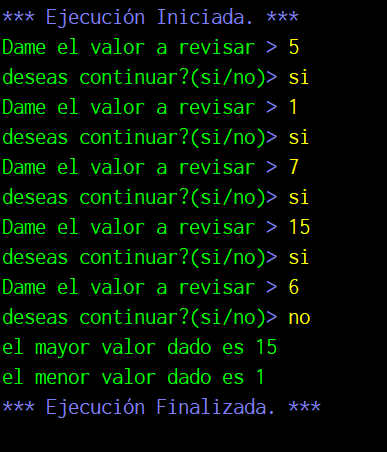 *** Ejecución Iniciada. ***
Dame el valor a revisar > 5
deseas continuar?(si/no)> si
Dame el valor a revisar > 1
deseas continuar?(si/no)> si
Dame el valor a revisar > 7
deseas continuar?(si/no)> si
Dame el valor a revisar > 15
deseas continuar?(si/no)> si
Dame el valor a revisar > 6
deseas continuar?(si/no)> no
el mayor valor dado es 15
el menor valor dado es 1
*** Ejecución Finalizada. ***